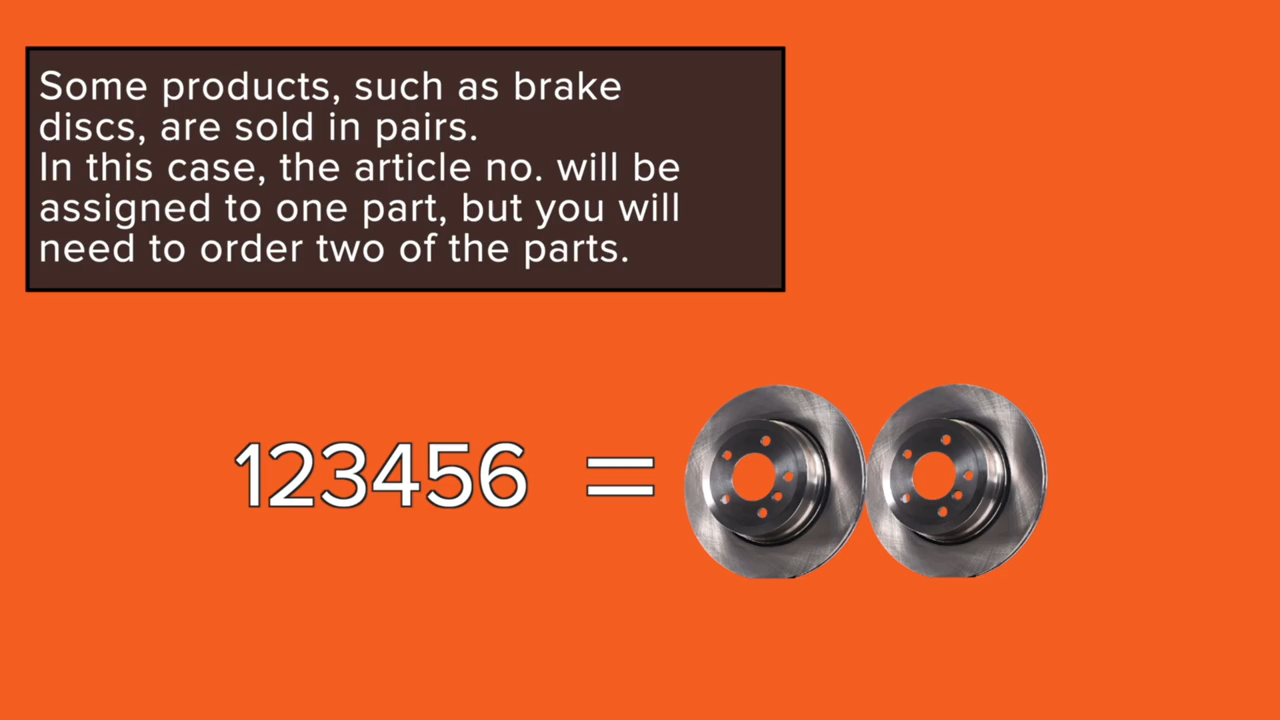 Some products, such as brake
discs, are sold in pairs.
In this case, the article no. will be
assigned to one part, but you will
need to order two of the parts.
123456 =